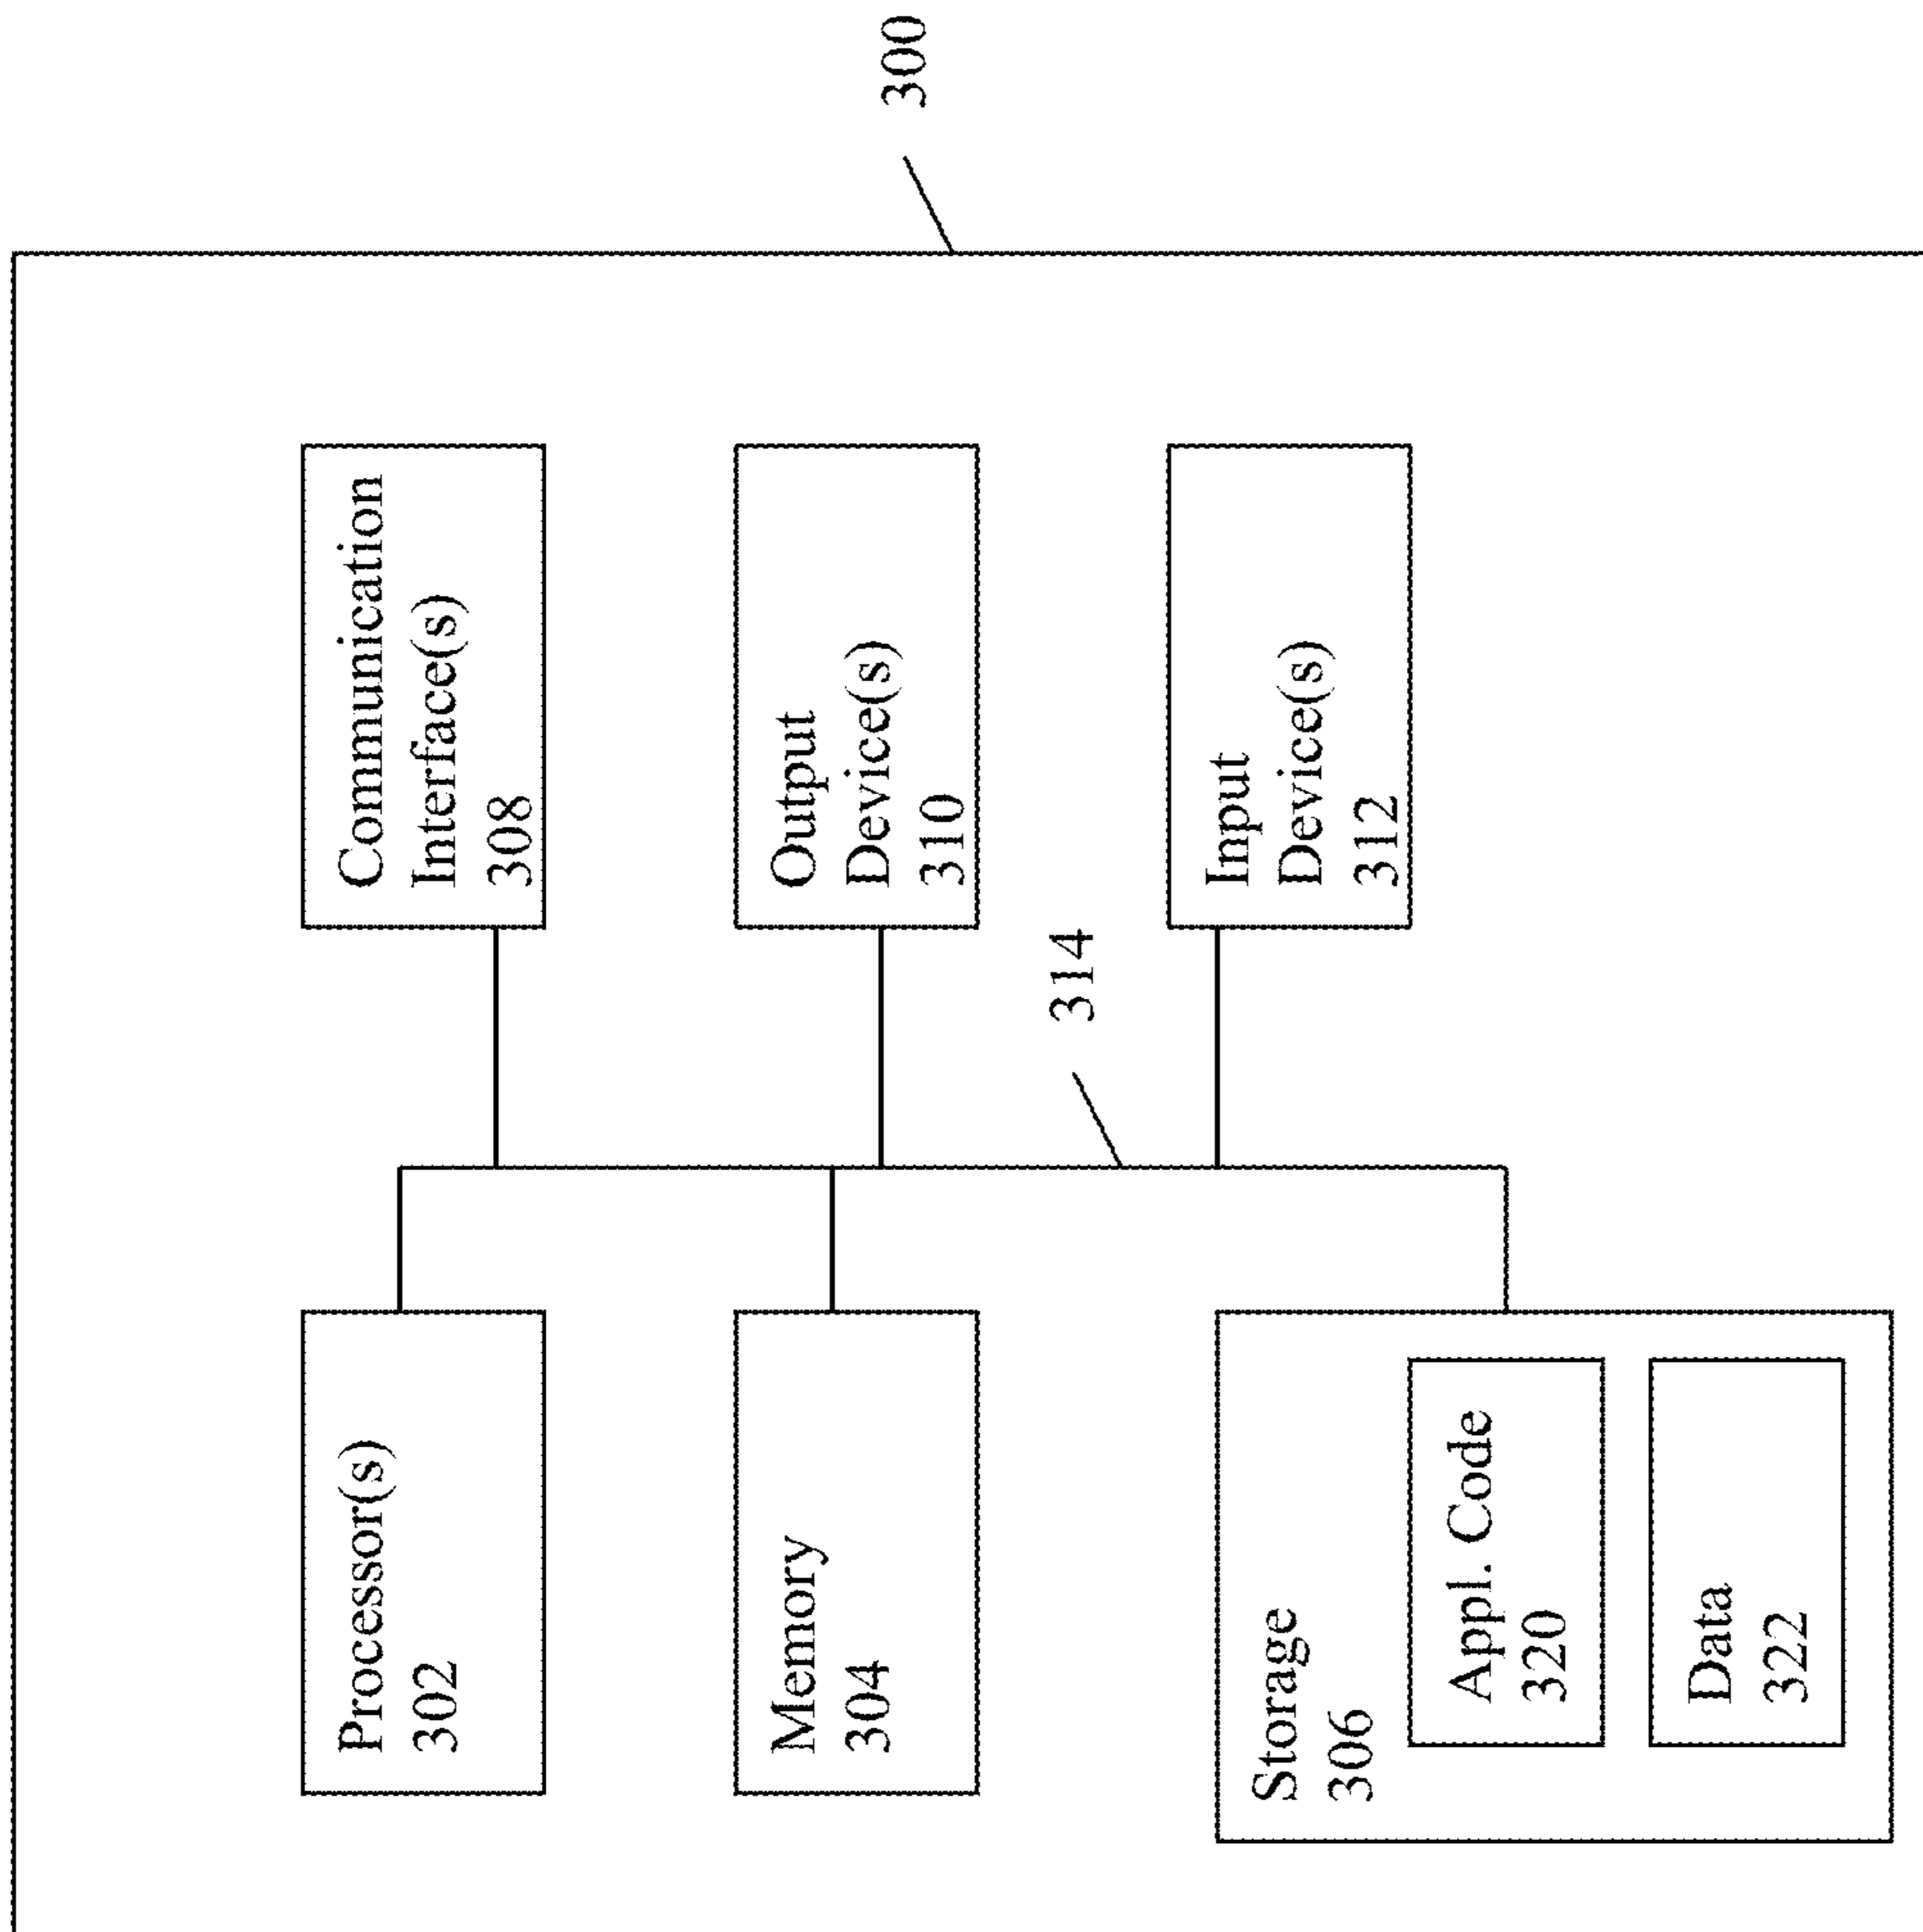 Processor(s)
302
Memory
304
Storage
306
Appl. Code
320
Data
322
Communication
Interface(s)
308
Output
Device(s)
310
Input
Device(s)
312
314
300